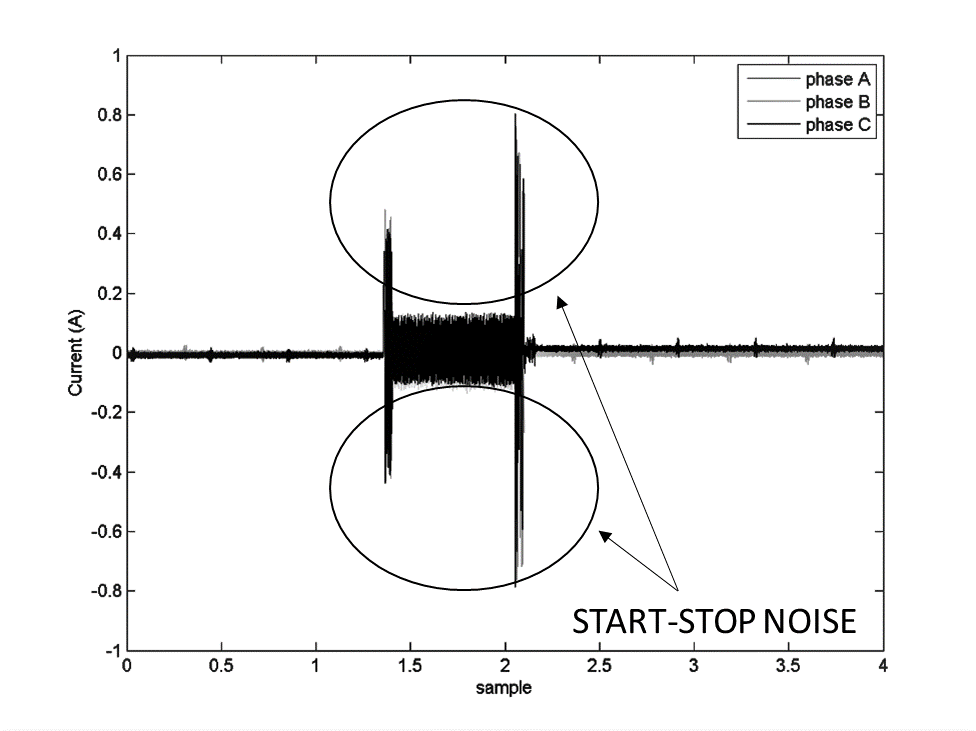 1
0.8
0.6
0.4
0.2
0
-0.2
-0.4
-0.6
-0.8
-1
Current (A)
phase A
phase B
phase C
START-STOP NOISE
0 0.5 1 1.5 2 2.5 3 3.5 4
sample